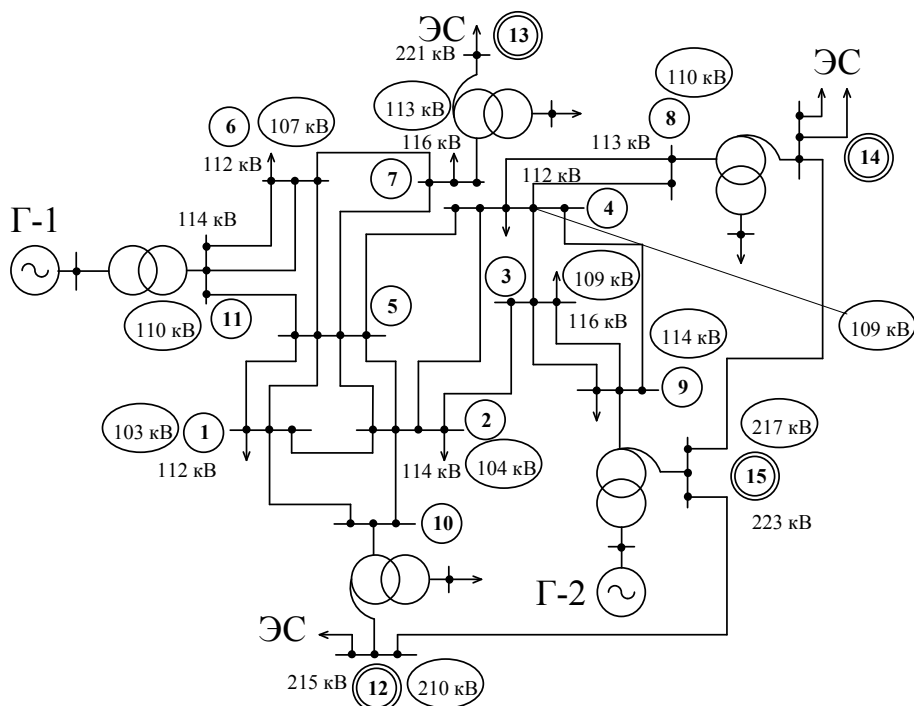 ЭС
13
221 кВ
110 кВ
ЭС
113 кВ
6
107 кВ
8
116 кВ
113 кВ
14
112 кВ
7
112 кВ
Г-1
114 кВ
4
3
109 кВ
110 кВ
11
5
116 кВ
109 кВ
114 кВ
9
103 кВ
1
2
217 кВ
112 кВ
114 кВ
104 кВ
15
10
223 кВ
Г-2
ЭС
215 кВ
12
210 кВ